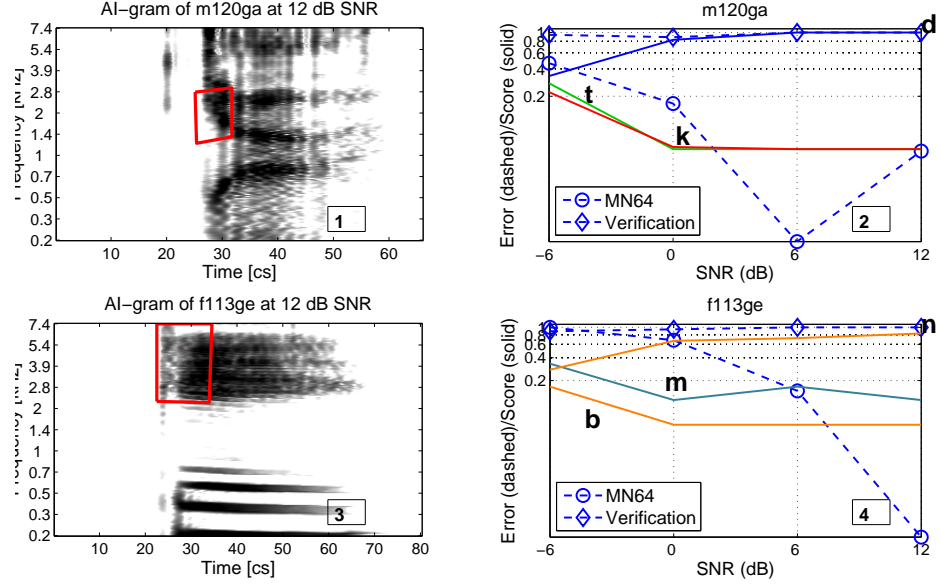 AI−gram of m120ga at 12 dB SNR
7.4
5.4
3.9
2.8
2
1.4
1
0.7
0.5
0.3
0.2
Frequency [kHz]
10 20 30 40 50 60
Time [cs]
1
m120ga
1
0.8
0.6
0.4
0.2
Error (dashed)/Score (solid)
d
t
k
MN64
Verification
2
−6 0 6 12
SNR (dB)
AI−gram of f113ge at 12 dB SNR
7.4
5.4
3.9
2.8
2
1.4
1
0.7
0.5
0.3
0.2
Frequency [kHz]
10 20 30 40 50 60 70 80
Time [cs]
3
f113ge
1
0.8
0.6
0.4
0.2
Error (dashed)/Score (solid)
n
m
b
MN64
Verification
4
−6 0 6 12
SNR (dB)